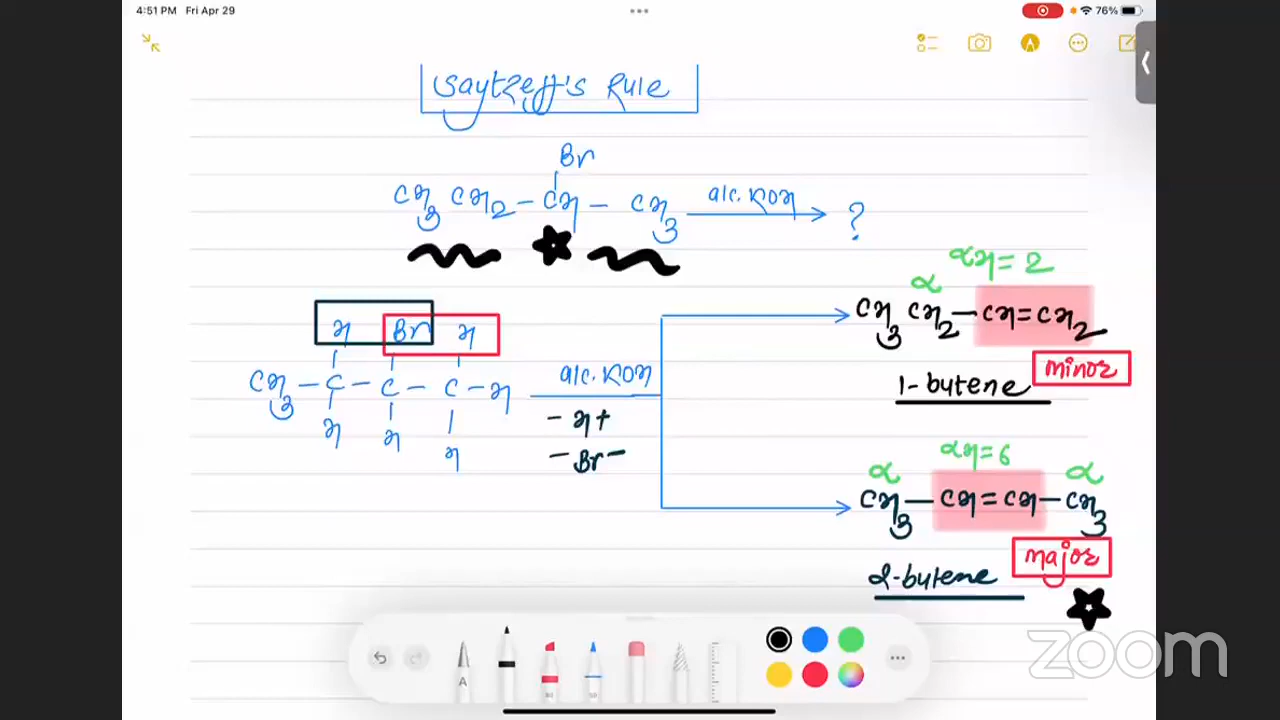 4:51 PM Fri Apr 29
76%
Saytzeff's Rule
Br
CH3 CH2 – CH – CH3 alc. KOH → ?
αH = 2
α
CH3 CH2 – CH = CH2
minor
1-butene
H Br H
CH3 – C – C – C – H
H H H
alc. KOH
– H+
– Br–
αH = 6
α α
CH3 – CH = CH – CH3
major
2-butene
A
zoom